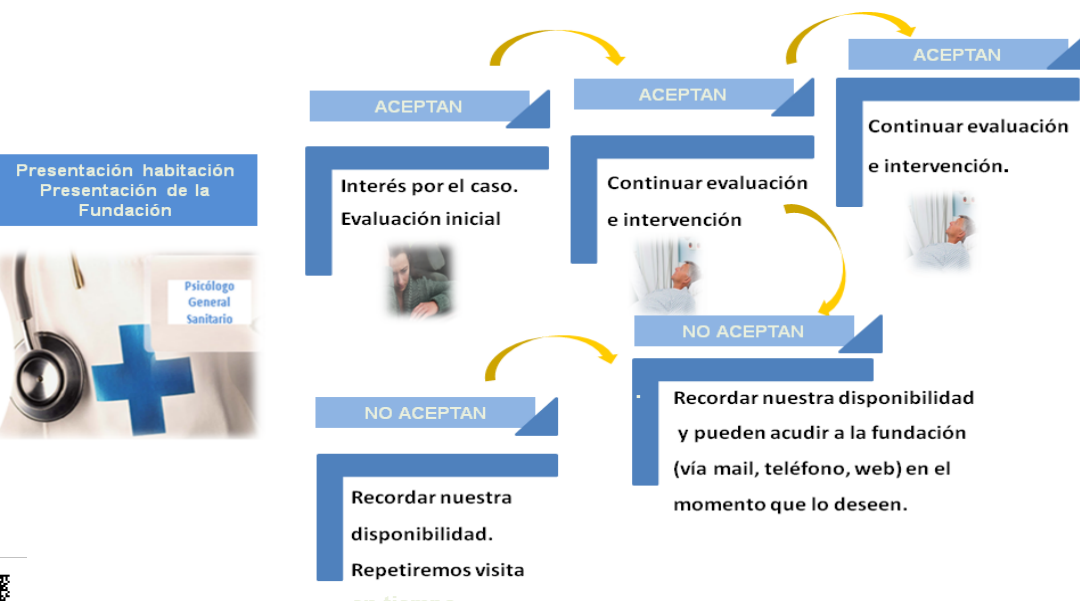 Presentación habitación
Presentación de la
Fundación
Psicólogo
General
Sanitario
ACEPTAN
Interés por el caso.
Evaluación inicial
ACEPTAN
Continuar evaluación
e intervención
ACEPTAN
Continuar evaluación
e intervención.
NO ACEPTAN
Recordar nuestra
disponibilidad.
Repetiremos visita
NO ACEPTAN
Recordar nuestra disponibilidad
y pueden acudir a la fundación
(vía mail, teléfono, web) en el
momento que lo deseen.